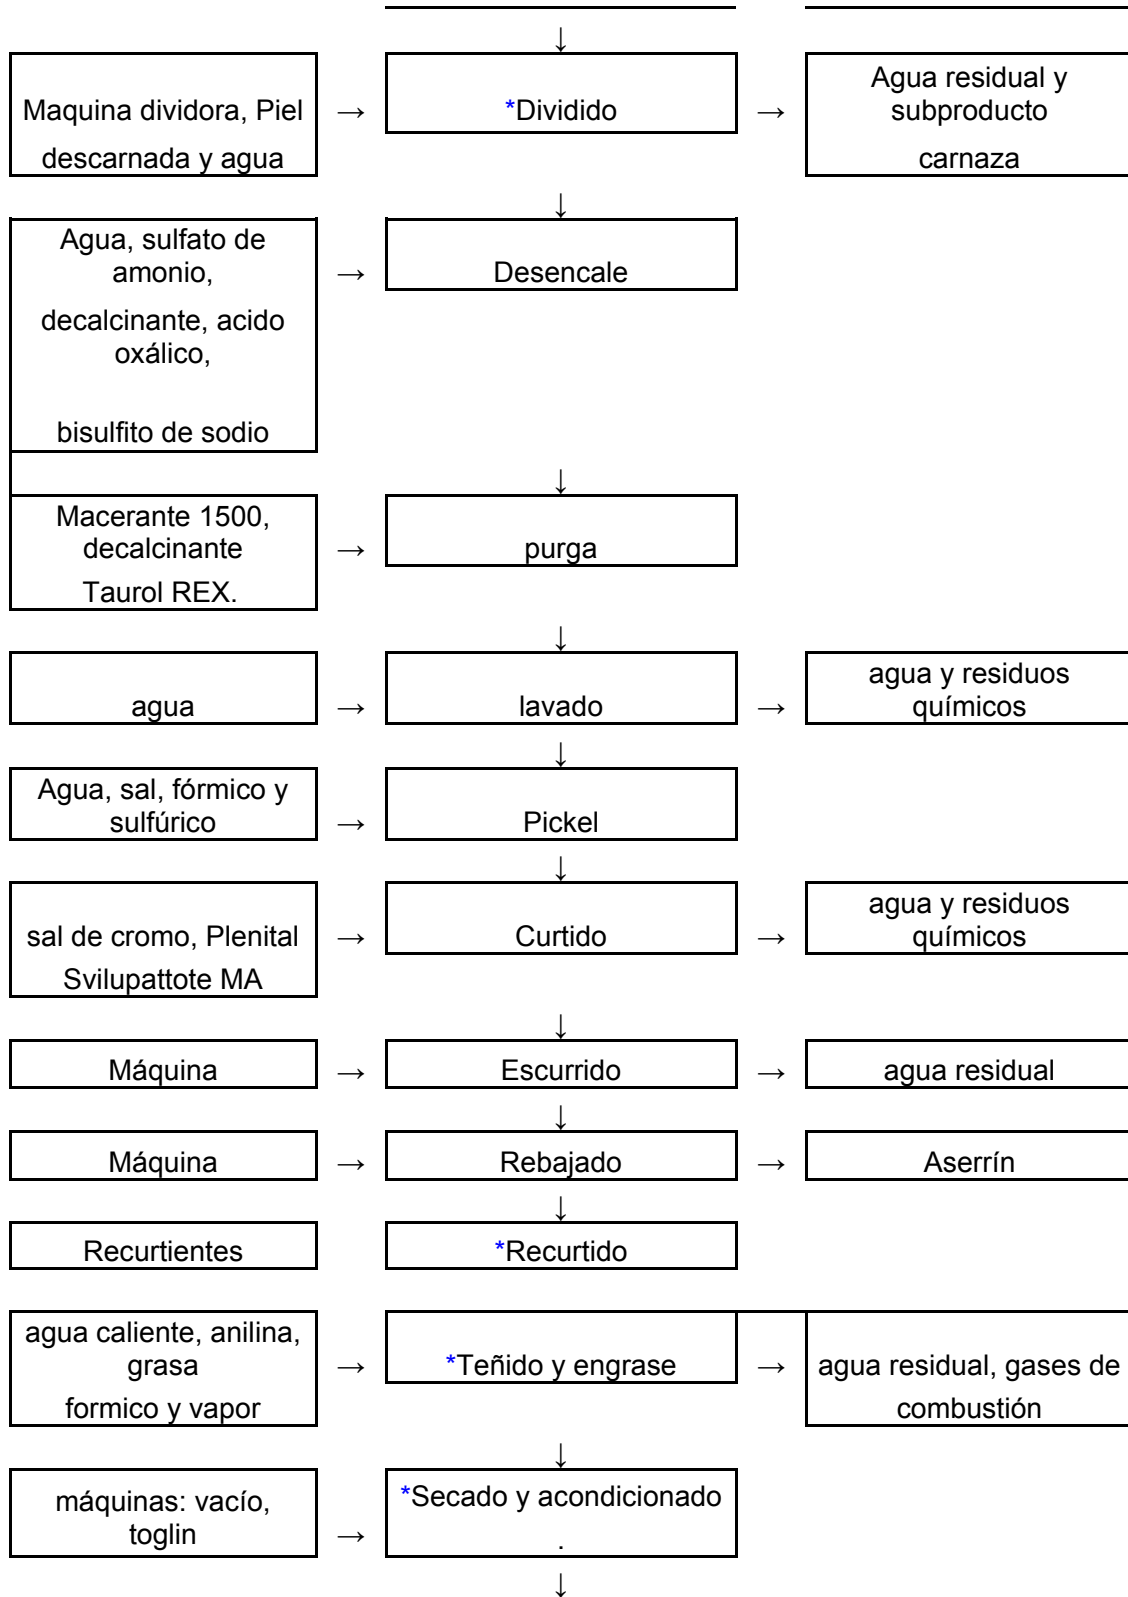 ↓
Maquina dividora, Piel
descarnada y agua
→
*Dividido
→
Agua residual y
subproducto
carnaza
↓
Agua, sulfato de
amonio,
decalcinante, acido
oxálico,
bisulfito de sodio
→
Desencale
↓
Macerante 1500,
decalcinante
Taurol REX.
→
purga
↓
agua
→
lavado
→
agua y residuos
químicos
↓
Agua, sal, fórmico y
sulfúrico
→
Pickel
↓
sal de cromo, Plenital
Svilupattote MA
→
Curtido
→
agua y residuos
químicos
↓
Máquina
→
Escurrido
→
agua residual
↓
Máquina
→
Rebajado
→
Aserrín
↓
Recurtientes
*Recurtido
agua caliente, anilina,
grasa
formico y vapor
→
*Teñido y engrase
→
agua residual, gases de
combustión
↓
máquinas: vacío,
toglin
→
*Secado y acondicionado
.
↓